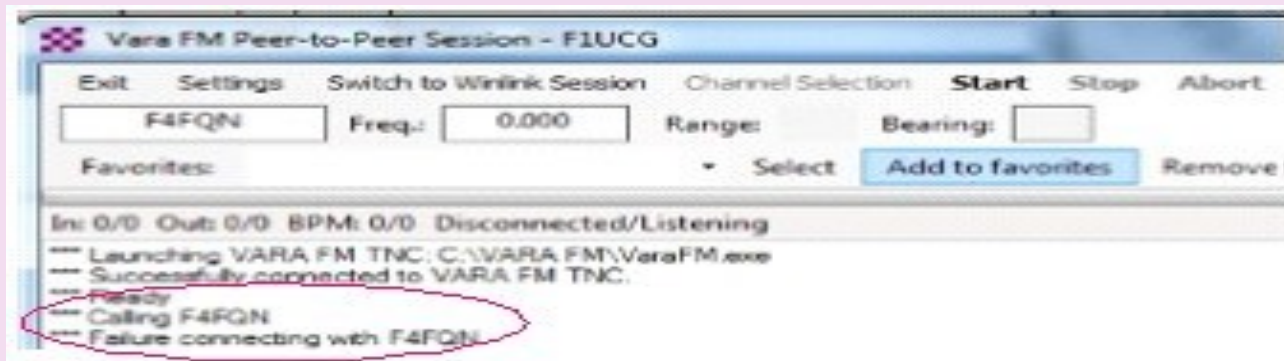 Vara FM Peer-to-Peer Session - F1UCG
Exit Settings Switch to Winlink Session Channel Selection Start Stop Abort
F4FQN Freq.: 0.000 Range: Bearing:
Favorites: Select Add to favorites Remove
In: 0/0 Out: 0/0 BPM: 0/0 Disconnected/Listening
*** Launching VARA FM TNC: C:\VARA FM\VaraFM.exe
*** Successfully connected to VARA FM TNC.
*** Ready
*** Calling F4FQN
*** Failure connecting with F4FQN